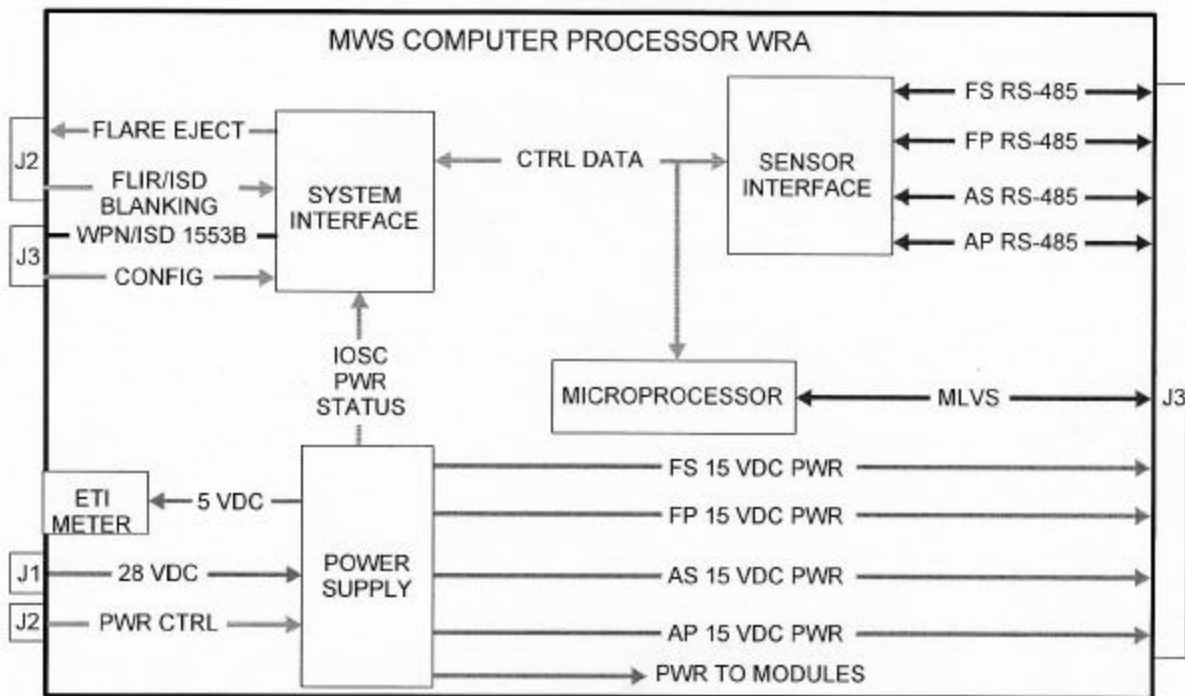 MWS COMPUTER PROCESSOR WRA
J2
FLARE EJECT
FLIR/ISD
BLANKING
J3
WPN/ISD 1553B
CONFIG
SYSTEM
INTERFACE
CTRL DATA
SENSOR
INTERFACE
FS RS-485
FP RS-485
AS RS-485
AP RS-485
IOSC
PWR
STATUS
MICROPROCESSOR
MLVS
J3
ETI
METER
5 VDC
J1
28 VDC
J2
PWR CTRL
POWER
SUPPLY
FS 15 VDC PWR
FP 15 VDC PWR
AS 15 VDC PWR
AP 15 VDC PWR
PWR TO MODULES